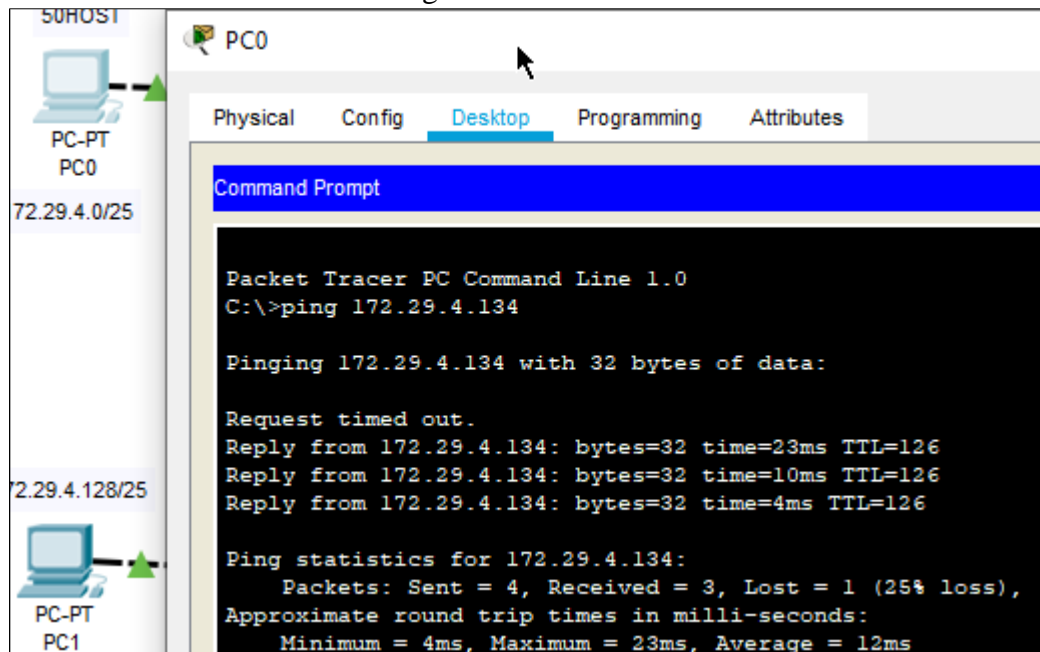 50HOST
PC-PT
PC0
72.29.4.0/25
72.29.4.128/25
PC-PT
PC1
PC0
Physical Config Desktop Programming Attributes
Command Prompt
Packet Tracer PC Command Line 1.0
C:\>ping 172.29.4.134
Pinging 172.29.4.134 with 32 bytes of data:
Request timed out.
Reply from 172.29.4.134: bytes=32 time=23ms TTL=126
Reply from 172.29.4.134: bytes=32 time=10ms TTL=126
Reply from 172.29.4.134: bytes=32 time=4ms TTL=126
Ping statistics for 172.29.4.134:
Packets: Sent = 4, Received = 3, Lost = 1 (25% loss),
Approximate round trip times in milli-seconds:
Minimum = 4ms, Maximum = 23ms, Average = 12ms